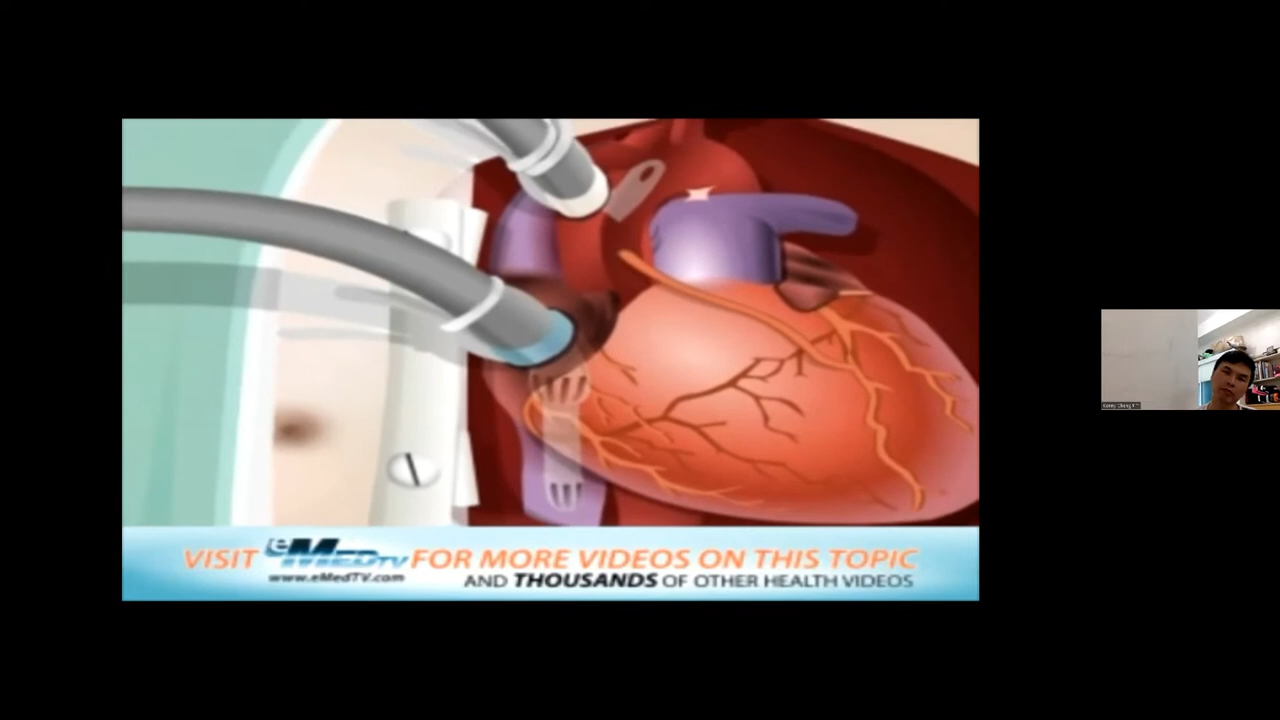 VISIT eMEDTV FOR MORE VIDEOS ON THIS TOPIC
www.eMedTV.com AND THOUSANDS OF OTHER HEALTH VIDEOS